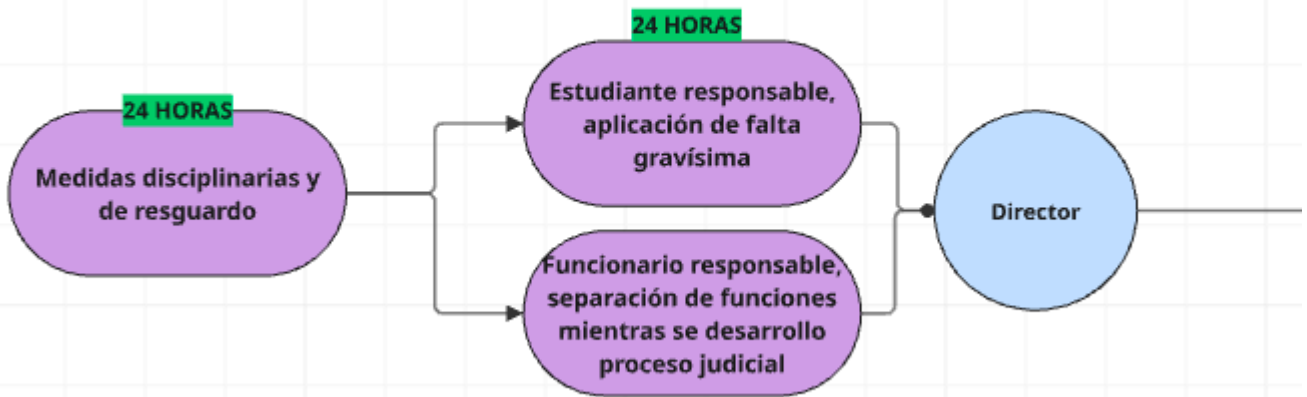 24 HORAS
Medidas disciplinarias y
de resguardo
24 HORAS
Estudiante responsable,
aplicación de falta
gravísima
Funcionario responsable,
separación de funciones
mientras se desarrollo
proceso judicial
Director